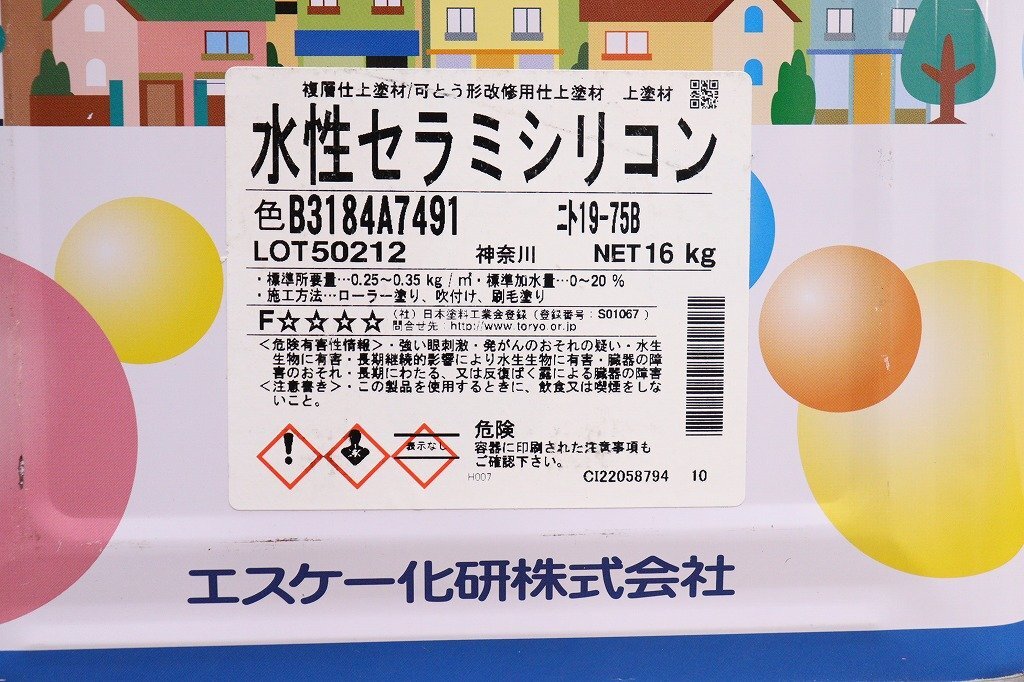 複層仕上塗材/可とう形改修用仕上塗材 上塗材
水性セラミシリコン
色B3184A7491 ニト19-75B
LOT50212 神奈川 NET16 kg
・標準所要量…0.25～0.35 kg / ㎡・標準加水量…0～20 %
・施工方法…ローラー塗り、吹付け、刷毛塗り
F☆☆☆☆ (社) 日本塗料工業会登録 (登録番号 : S01067 )
問合せ先 : http://www.toryo.or.jp
<危険有害性情報>・強い眼刺激・発がんのおそれの疑い・水生
生物に有害・長期継続的影響により水生生物に有害・臓器の障
害のおそれ・長期にわたる、又は反復ばく露による臓器の障害
<注意書き>・この製品を使用するときに、飲食又は喫煙をしな
いこと。
表示なし
危険
容器に印刷された注意事項も
ご確認下さい。
H007 CI22058794 10
エスケー化研株式会社